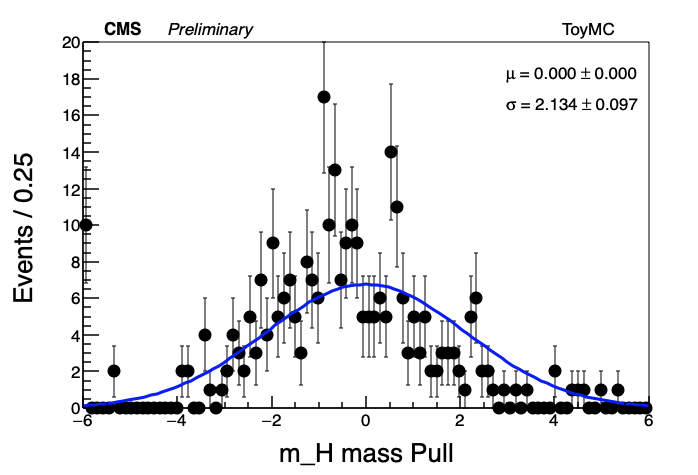 CMS Preliminary ToyMC
μ = 0.000 ± 0.000
σ = 2.134 ± 0.097
Events / 0.25
20
18
16
14
12
10
8
6
4
2
0
−6 −4 −2 0 2 4 6
m_H mass Pull